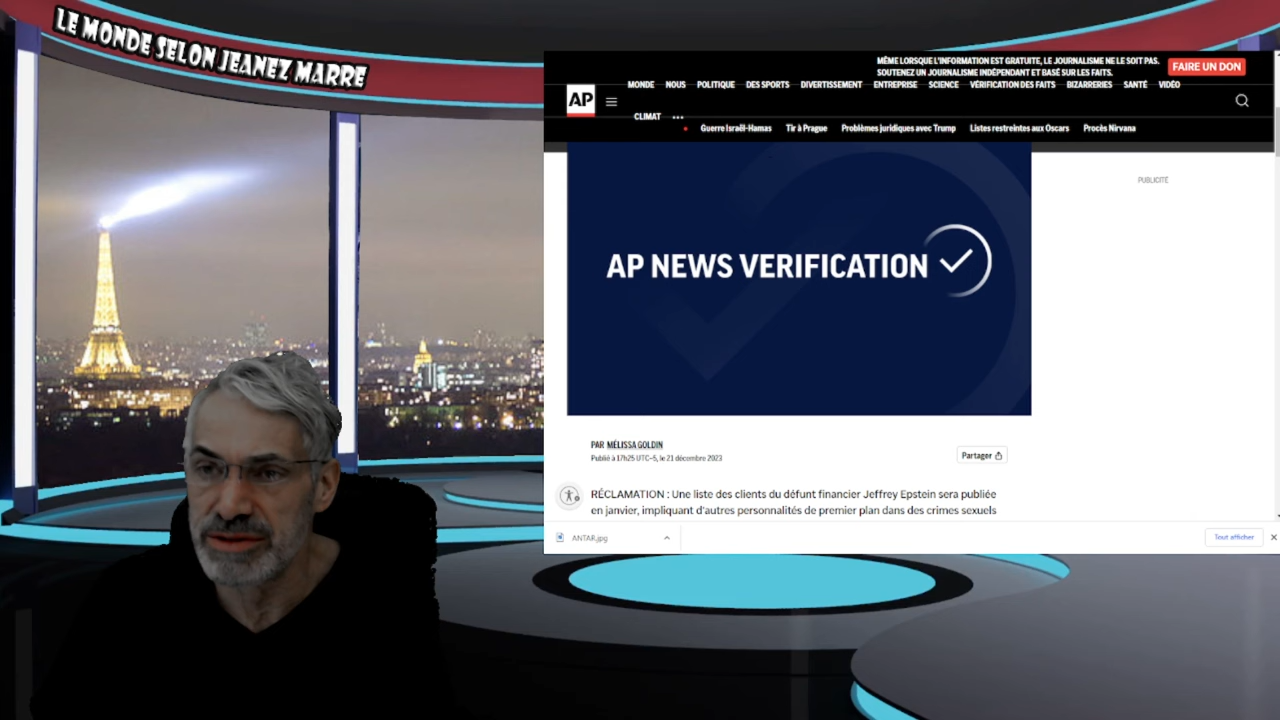 LE MONDE SELON JEANEZ MARRE
MÊME LORSQUE L'INFORMATION EST GRATUITE, LE JOURNALISME NE LE SOIT PAS.
SOUTENEZ UN JOURNALISME INDÉPENDANT ET BASÉ SUR LES FAITS.
FAIRE UN DON
AP
MONDE NOUS POLITIQUE DES SPORTS DIVERTISSEMENT ENTREPRISE SCIENCE VÉRIFICATION DES FAITS BIZARRERIES SANTÉ VIDÉO
CLIMAT
Guerre Israël-Hamas Tir à Prague Problèmes juridiques avec Trump Listes restreintes aux Oscars Procès Nirvana
PUBLICITÉ
AP NEWS VERIFICATION
PAR MÉLISSA GOLDIN
Publié à 17h25 UTC−5, le 21 décembre 2023
Partager
RÉCLAMATION : Une liste des clients du défunt financier Jeffrey Epstein sera publiée
en janvier, impliquant d'autres personnalités de premier plan dans des crimes sexuels
ANTAR.jpg
Tout afficher